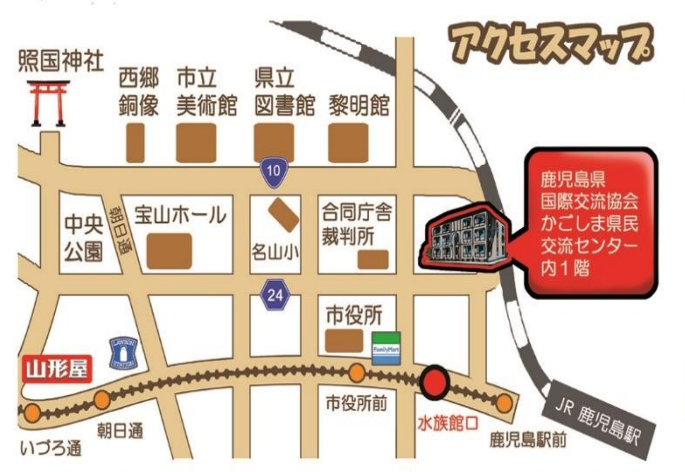 アクセスマップ
照国神社
西郷
銅像
市立
美術館
県立
図書館
黎明館
10
鹿児島県
国際交流協会
かごしま県民
交流センター
内1階
中央
公園
朝日通
宝山ホール
名山小
合同庁舎
裁判所
24
市役所
FamilyMart
山形屋
いづろ通
朝日通
市役所前
水族館口
鹿児島駅前
JR 鹿児島駅